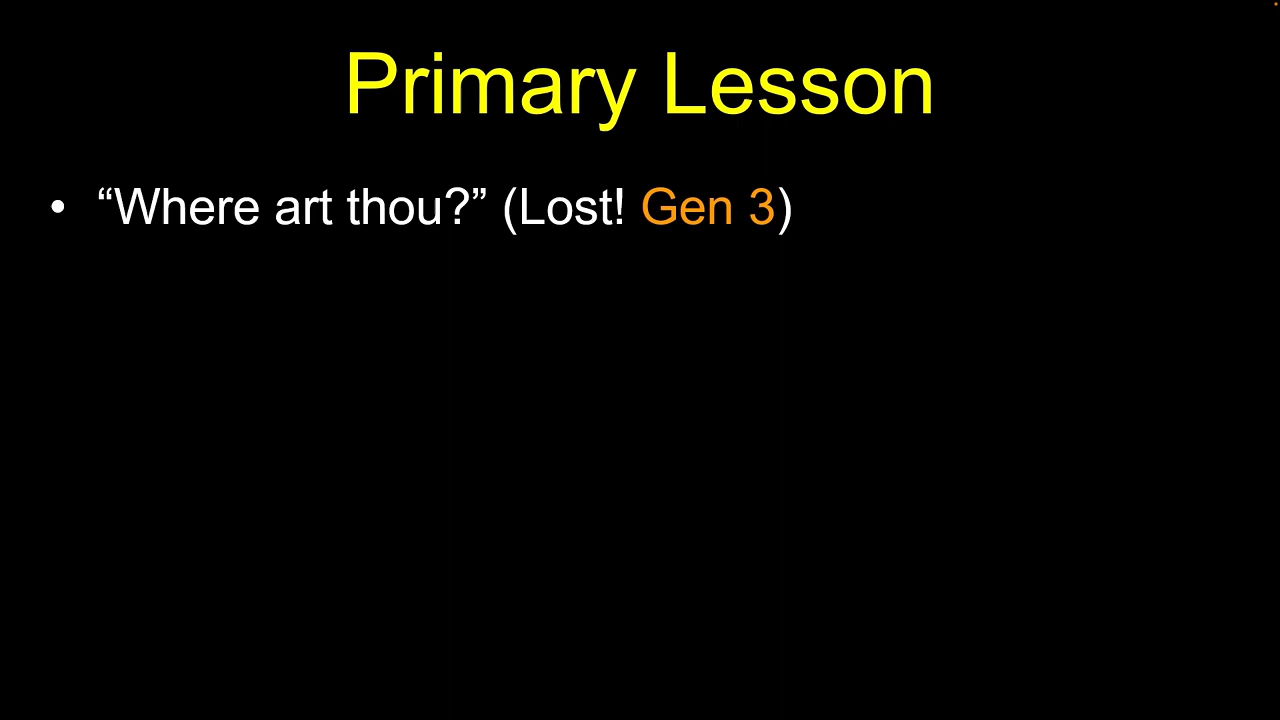 Primary Lesson
• “Where art thou?” (Lost! Gen 3)